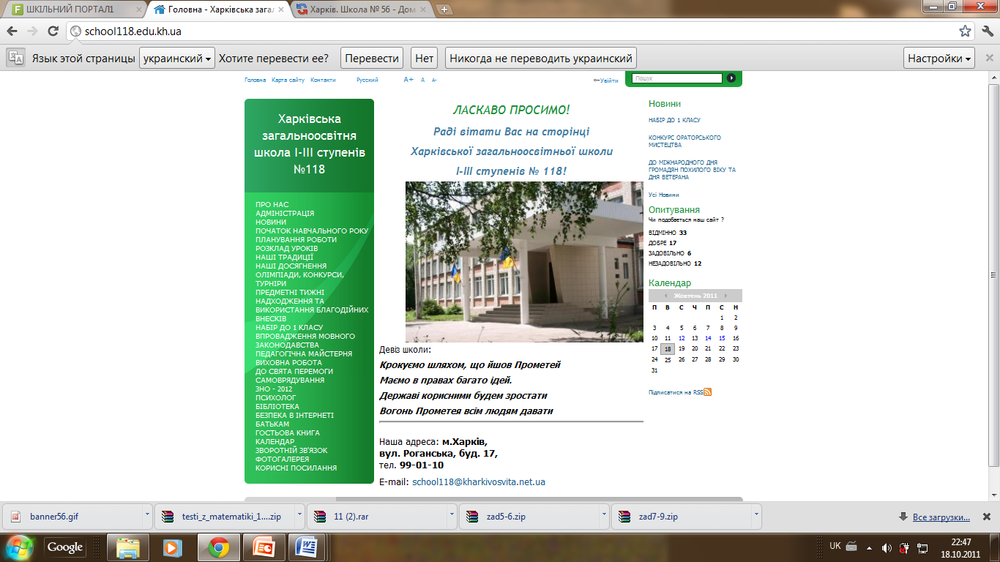 ШКІЛЬНИЙ ПОРТАЛ1
Головна - Харківська зага
Харків. Школа № 56 - Дом
school118.edu.kh.ua
Язык этой страницы украинский Хотите перевести ее? Перевести Нет Никогда не переводить украинский Настройки
Головна Карта сайту Контакти Русский A+ A A- Увійти Пошук
Харківська
загальноосвітня
школа І-ІІІ ступенів
№118
ПРО НАС
АДМІНІСТРАЦІЯ
НОВИНИ
ПОЧАТОК НАВЧАЛЬНОГО РОКУ
ПЛАНУВАННЯ РОБОТИ
РОЗКЛАД УРОКІВ
НАШІ ТРАДИЦІЇ
НАШІ ДОСЯГНЕННЯ
ОЛІМПІАДИ, КОНКУРСИ,
ТУРНІРИ
ПРЕДМЕТНІ ТИЖНІ
НАДХОДЖЕННЯ ТА
ВИКОРИСТАННЯ БЛАГОДІЙНИХ
ВНЕСКІВ
НАБІР ДО 1 КЛАСУ
ВПРОВАДЖЕННЯ МОВНОГО
ЗАКОНОДАВСТВА
ПЕДАГОГІЧНА МАЙСТЕРНЯ
ВИХОВНА РОБОТА
ДО СВЯТА ПЕРЕМОГИ
САМОВРЯДУВАННЯ
ЗНО - 2012
ПСИХОЛОГ
БІБЛІОТЕКА
БЕЗПЕКА В ІНТЕРНЕТІ
БАТЬКАМ
ГОСТЬОВА КНИГА
КАЛЕНДАР
ЗВОРОТНІЙ ЗВ'ЯЗОК
ФОТОГАЛЕРЕЯ
КОРИСНІ ПОСИЛАННЯ
ЛАСКАВО ПРОСИМО!
Раді вітати Вас на сторінці
Харківської загальноосвітньої школи
І-ІІІ ступенів № 118!
Девіз школи:
Крокуємо шляхом, що йшов Прометей
Маємо в правах багато ідей.
Державі корисними будем зростати
Вогонь Прометея всім людям давати
Наша адреса: м.Харків,
вул. Роганська, буд. 17,
тел. 99-01-10
E-mail: school118@kharkivosvita.net.ua
Новини
НАБІР ДО 1 КЛАСУ
КОНКУРС ОРАТОРСЬКОГО
МИСТЕЦТВА
ДО МІЖНАРОДНОГО ДНЯ
ГРОМАДЯН ПОХИЛОГО ВІКУ ТА
ДНЯ ВЕТЕРАНА
Усі Новини
Опитування
Чи подобається наш сайт ?
ВІДМІННО 33
ДОБРЕ 17
ЗАДОВІЛЬНО 6
НЕЗАДОВІЛЬНО 12
Календар
Жовтень 2011
П В С Ч П С Н
1 2
3 4 5 6 7 8 9
10 11 12 13 14 15 16
17 18 19 20 21 22 23
24 25 26 27 28 29 30
31
Підписатися на RSS
banner56.gif
testi_z_matematiki_1....zip
11 (2).rar
zad5-6.zip
zad7-9.zip
Все загрузки...
Google
UK
22:47
18.10.2011